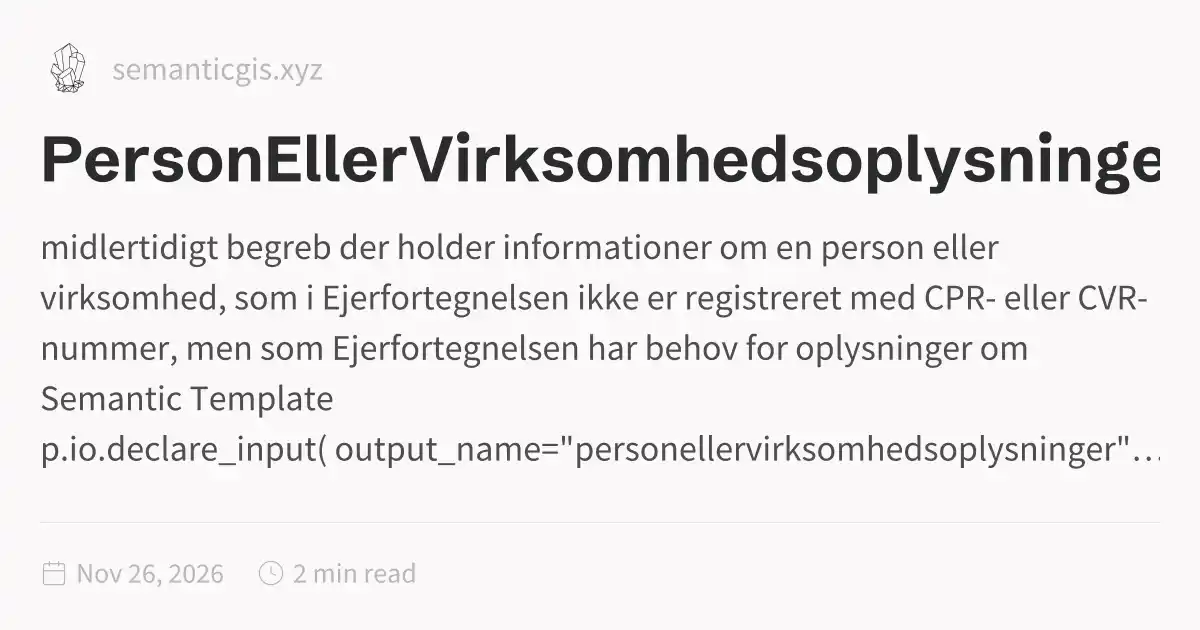 semanticgis.xyz
PersonEllerVirksomhedsoplysninge
midlertidigt begreb der holder informationer om en person eller
virksomhed, som i Ejerfortegnelsen ikke er registreret med CPR- eller CVR-
nummer, men som Ejerfortegnelsen har behov for oplysninger om
Semantic Template
p.io.declare_input( output_name="personellervirksomhedsoplysninger"…
Nov 26, 2026 2 min read